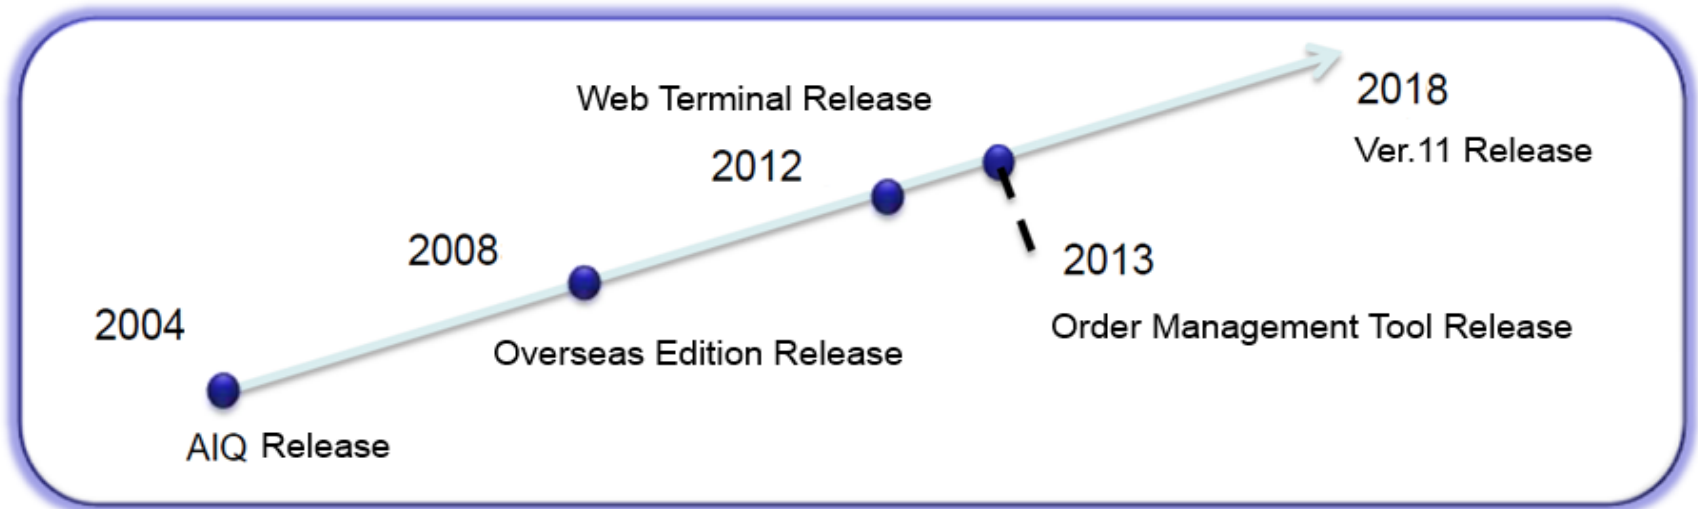 2004
AIQ Release
2008
Overseas Edition Release
Web Terminal Release
2012
2013
Order Management Tool Release
2018
Ver.11 Release